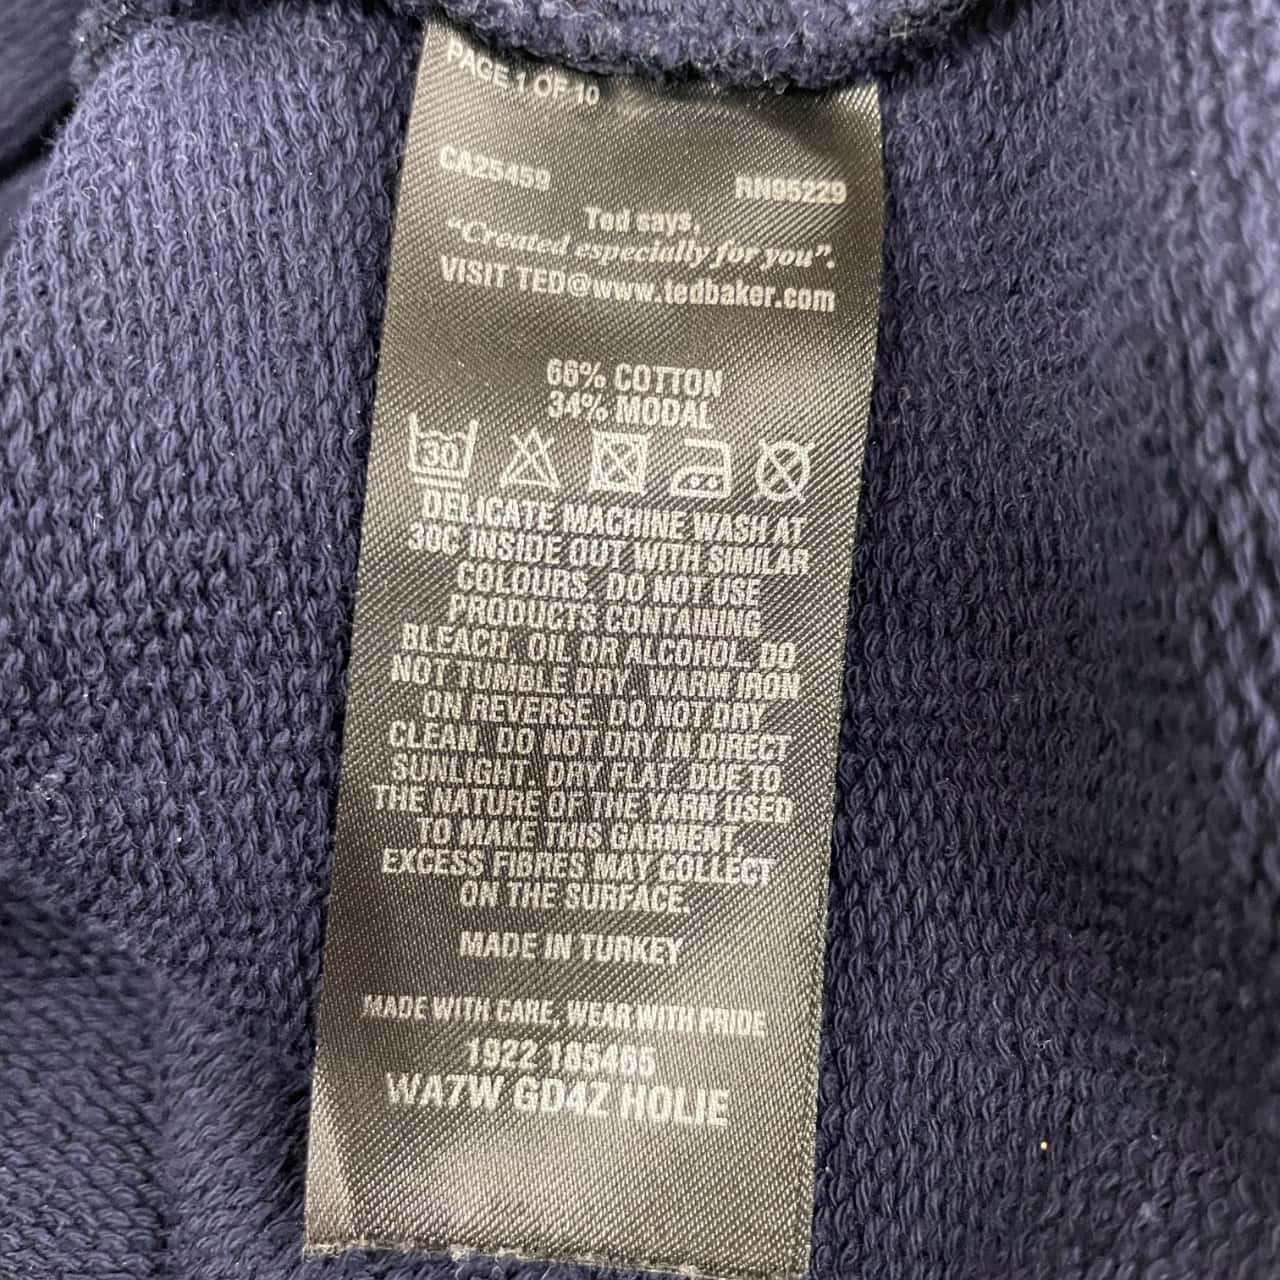 PAGE 1 OF 10
CA25459 RN95229
Ted says,
"Created especially for you".
VISIT TED@www.tedbaker.com
66% COTTON
34% MODAL
30
DELICATE MACHINE WASH AT
30C INSIDE OUT WITH SIMILAR
COLOURS. DO NOT USE
PRODUCTS CONTAINING
BLEACH, OIL OR ALCOHOL. DO
NOT TUMBLE DRY. WARM IRON
ON REVERSE. DO NOT DRY
CLEAN. DO NOT DRY IN DIRECT
SUNLIGHT. DRY FLAT. DUE TO
THE NATURE OF THE YARN USED
TO MAKE THIS GARMENT,
EXCESS FIBRES MAY COLLECT
ON THE SURFACE.
MADE IN TURKEY
MADE WITH CARE. WEAR WITH PRIDE
1922 185465
WA7W GD4Z HOLIE